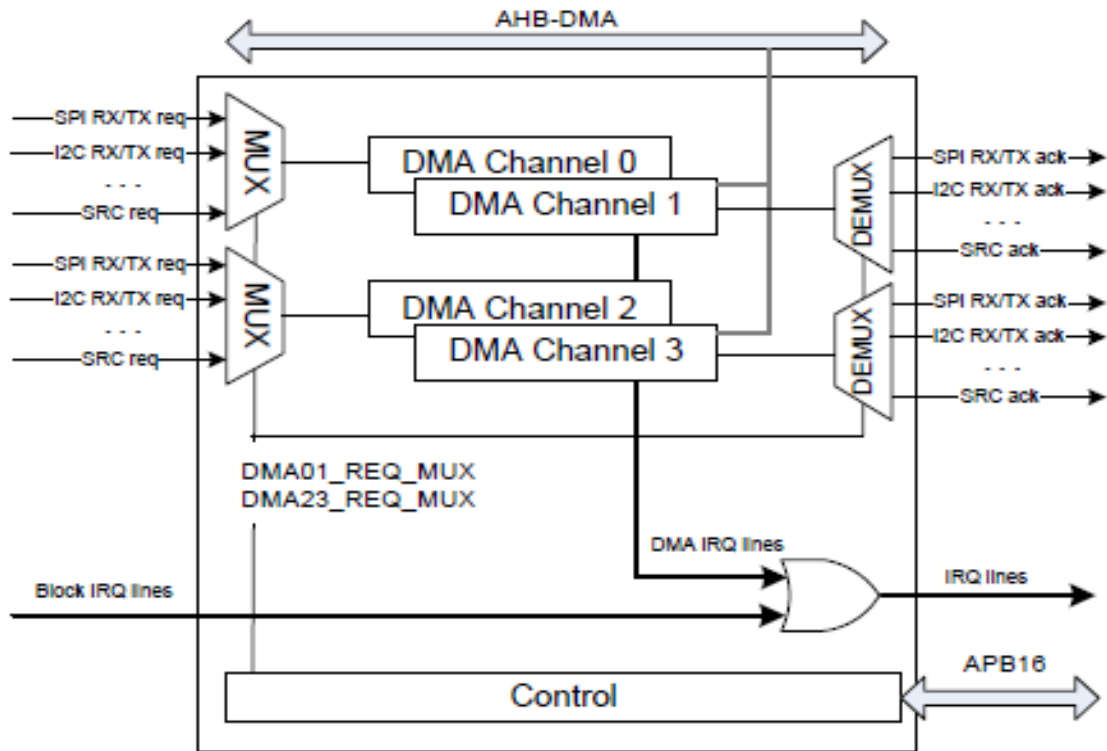 AHB-DMA
SPI RX/TX req
I2C RX/TX req
- - -
SRC req
MUX
DMA Channel 0
DMA Channel 1
DEMUX
SPI RX/TX ack
I2C RX/TX ack
- - -
SRC ack
SPI RX/TX req
I2C RX/TX req
- - -
SRC req
MUX
DMA Channel 2
DMA Channel 3
DEMUX
SPI RX/TX ack
I2C RX/TX ack
- - -
SRC ack
DMA01_REQ_MUX
DMA23_REQ_MUX
DMA IRQ lines
Block IRQ lines
IRQ lines
APB16
Control